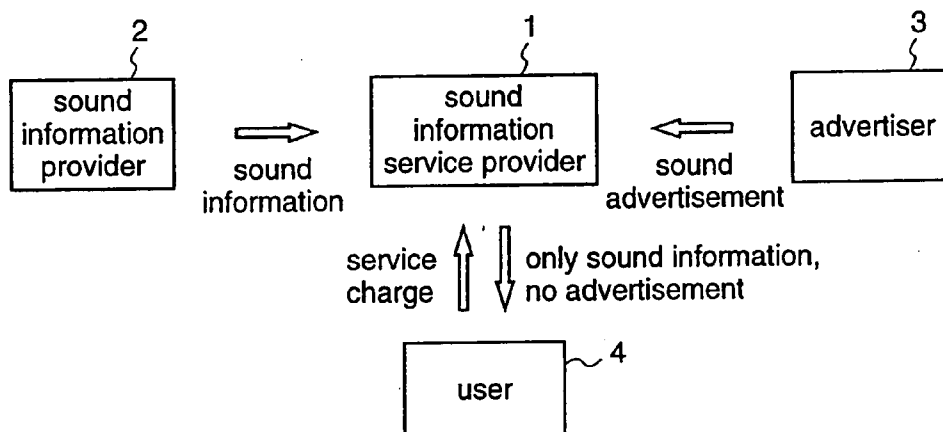 2
1
3
sound
information
provider
sound
information
service provider
advertiser
sound
information
sound
advertisement
service
charge
only sound information,
no advertisement
4
user